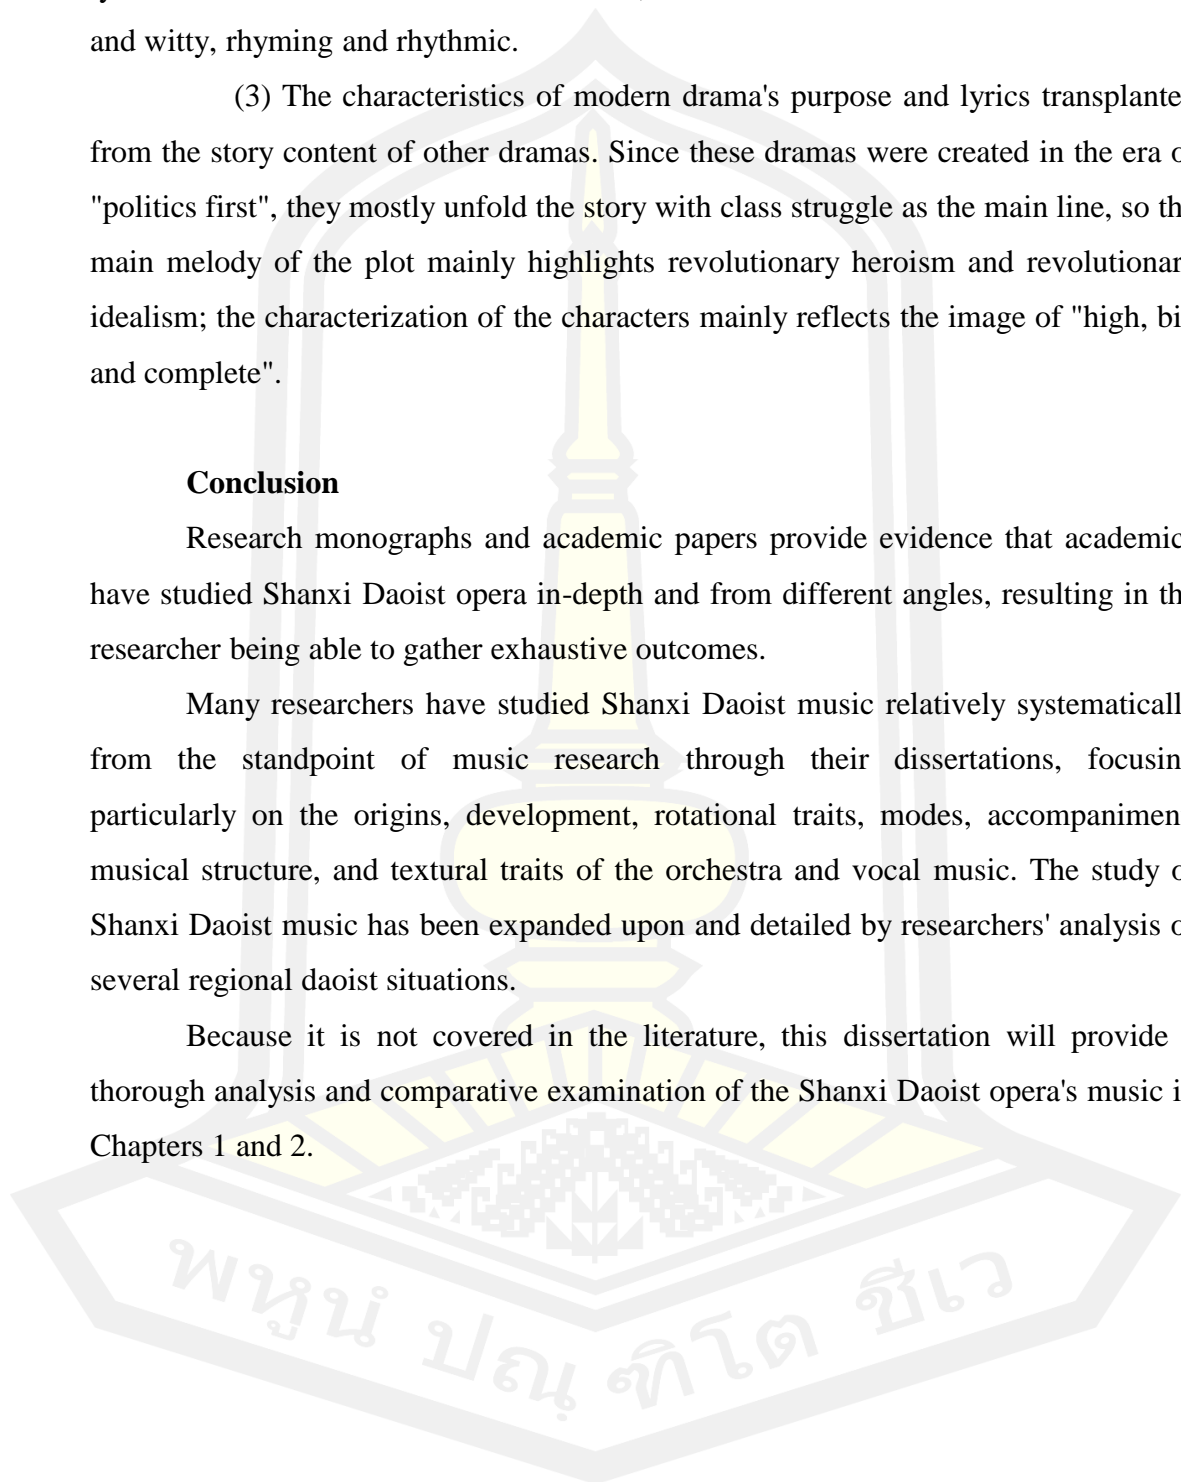 and witty, rhyming and rhythmic.
(3) The characteristics of modern drama's purpose and lyrics transplante
from the story content of other dramas. Since these dramas were created in the era o
"politics first", they mostly unfold the story with class struggle as the main line, so th
main melody of the plot mainly highlights revolutionary heroism and revolutionar
idealism; the characterization of the characters mainly reflects the image of "high, bi
and complete".
Conclusion
Research monographs and academic papers provide evidence that academic
have studied Shanxi Daoist opera in-depth and from different angles, resulting in th
researcher being able to gather exhaustive outcomes.
Many researchers have studied Shanxi Daoist music relatively systematicall
from the standpoint of music research through their dissertations, focusin
particularly on the origins, development, rotational traits, modes, accompanimen
musical structure, and textural traits of the orchestra and vocal music. The study o
Shanxi Daoist music has been expanded upon and detailed by researchers' analysis o
several regional daoist situations.
Because it is not covered in the literature, this dissertation will provide
thorough analysis and comparative examination of the Shanxi Daoist opera's music i
Chapters 1 and 2.
พหูนํ ปณฺฑิโต ชีเว